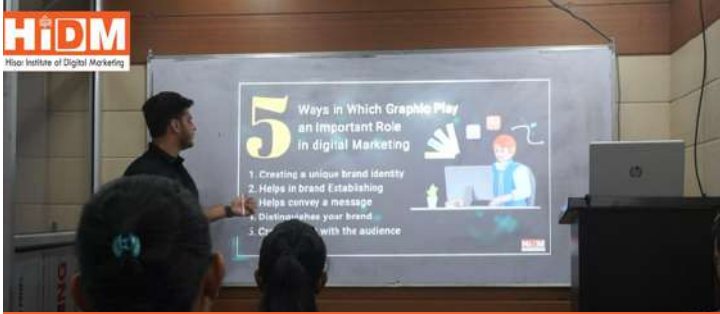 HiDM
Hisar Institute of Digital Marketing
5
Ways in Which Graphic Play
an Important Role
in digital Marketing
1. Creating a unique brand identity
2. Helps in brand Establishing
Helps convey a message
Distinguishes your brand
5. with the audience
hp
HiDM
NG